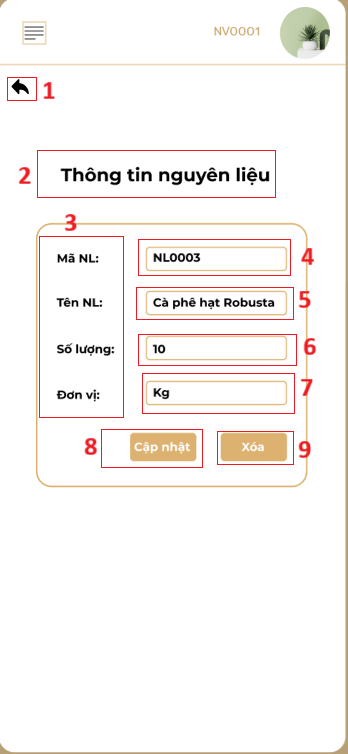 NV0001
1
2 Thông tin nguyên liệu
3
Mã NL: NL0003 4
Tên NL: Cà phê hạt Robusta 5
Số lượng: 10 6
Đơn vị: Kg 7
8 Cập nhật Xóa 9